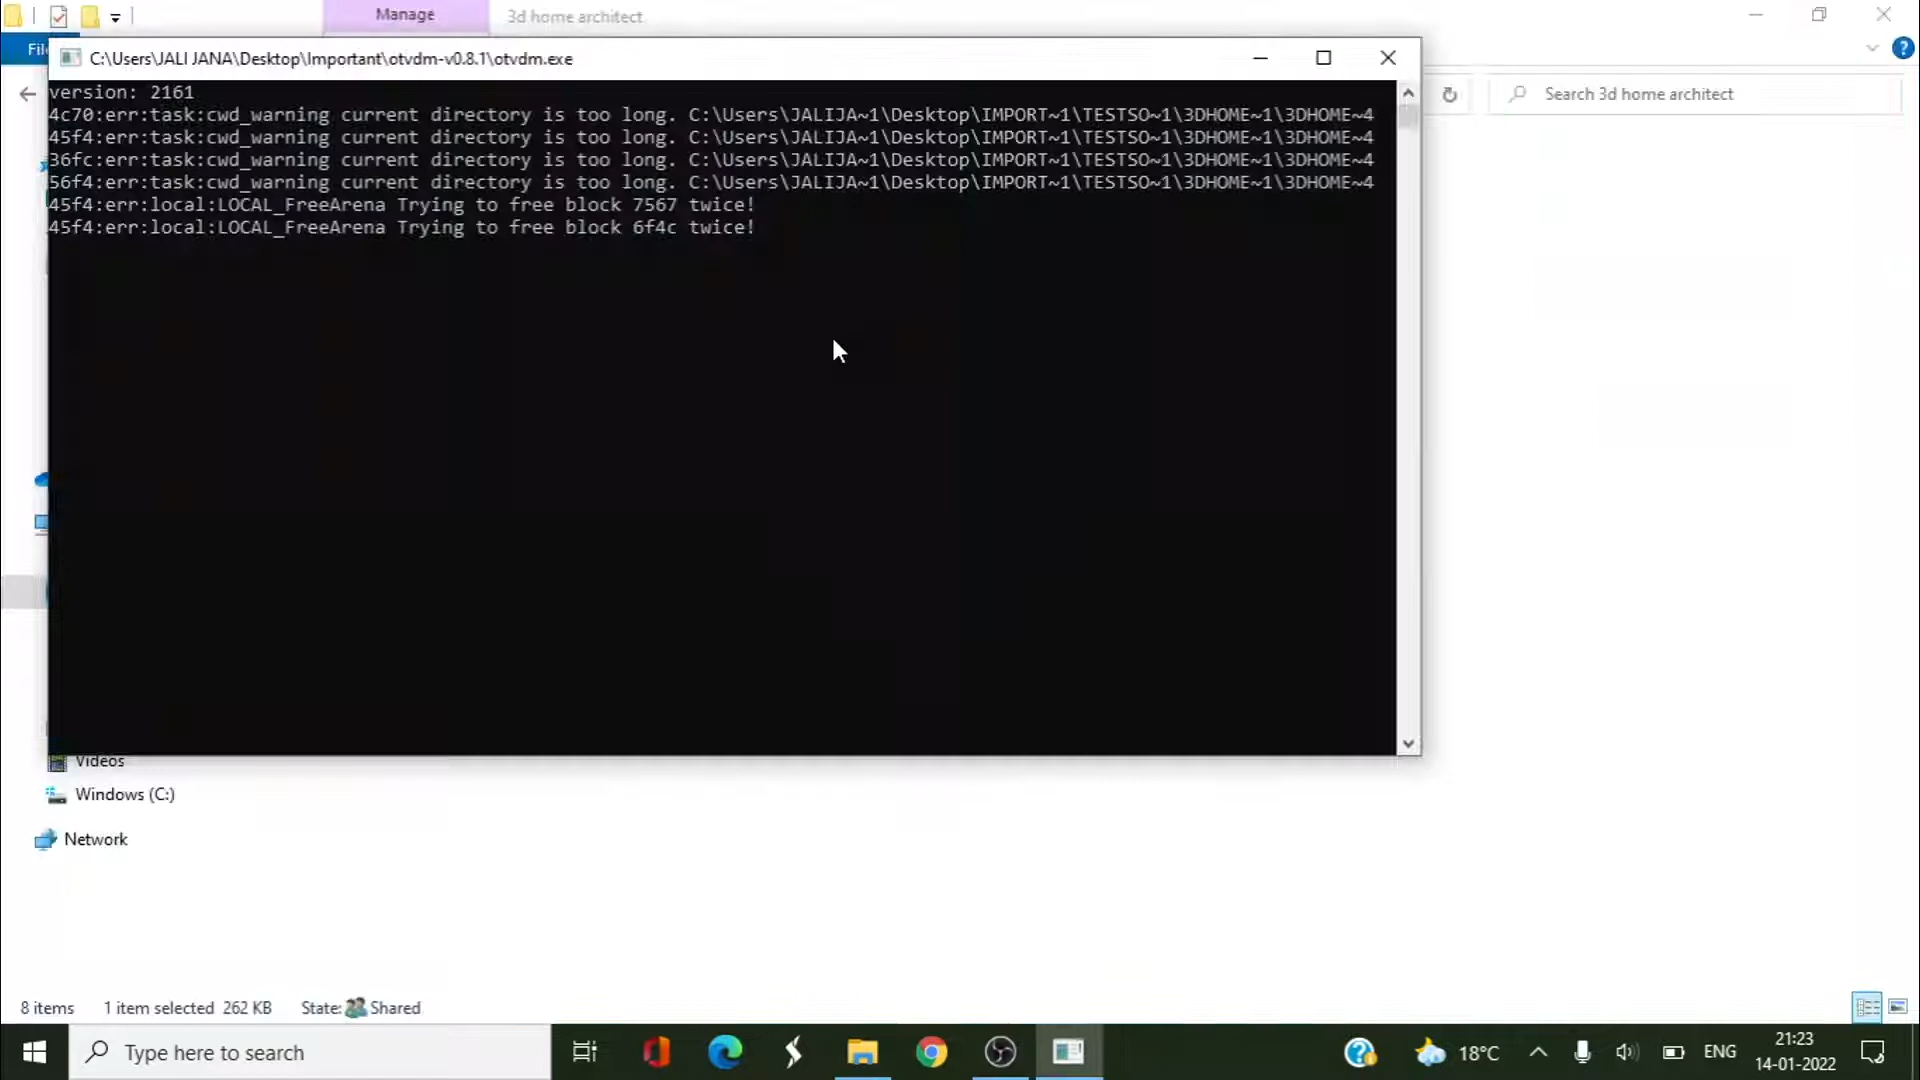 Manage
3d home architect
File
C:\Users\JALI JANA\Desktop\Important\otvdm-v0.8.1\otvdm.exe
Search 3d home architect
version: 2161
4c70:err:task:cwd_warning current directory is too long. C:\Users\JALIJA~1\Desktop\IMPORT~1\TESTSO~1\3DHOME~1\3DHOME~4
45f4:err:task:cwd_warning current directory is too long. C:\Users\JALIJA~1\Desktop\IMPORT~1\TESTSO~1\3DHOME~1\3DHOME~4
36fc:err:task:cwd_warning current directory is too long. C:\Users\JALIJA~1\Desktop\IMPORT~1\TESTSO~1\3DHOME~1\3DHOME~4
56f4:err:task:cwd_warning current directory is too long. C:\Users\JALIJA~1\Desktop\IMPORT~1\TESTSO~1\3DHOME~1\3DHOME~4
45f4:err:local:LOCAL_FreeArena Trying to free block 7567 twice!
45f4:err:local:LOCAL_FreeArena Trying to free block 6f4c twice!
Videos
Windows (C:)
Network
8 items 1 item selected 262 KB State: Shared
Type here to search
18°C
ENG
21:23
14-01-2022